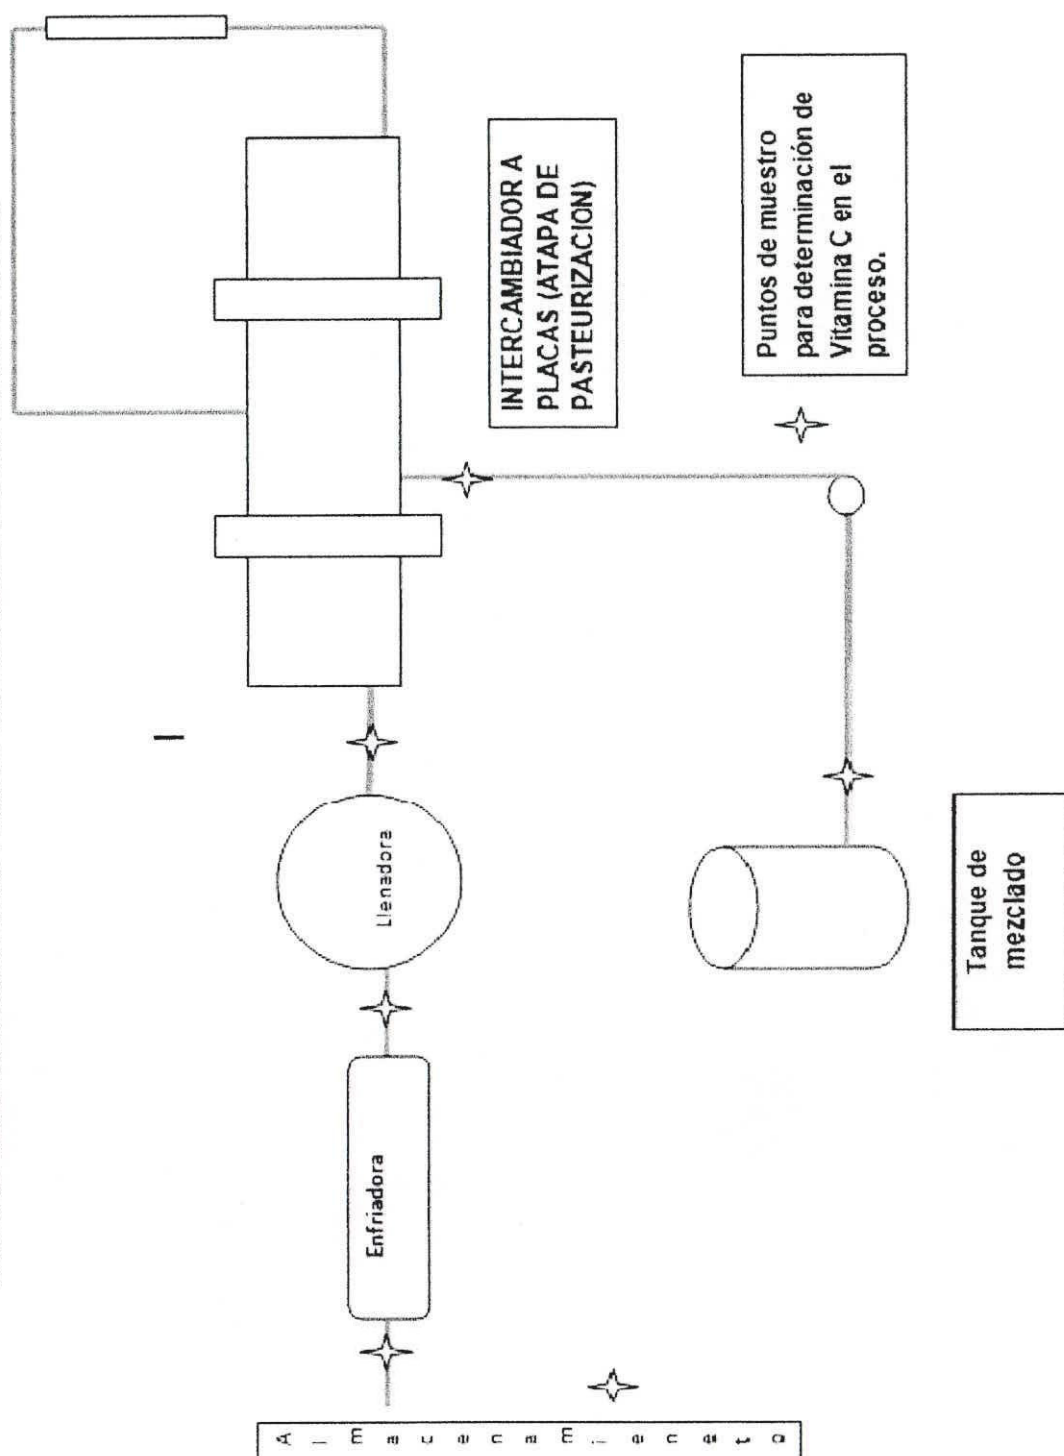 Almacenamiento
Enfriadora
Llenadora
INTERCAMBIADOR A
PLACAS (ATAPA DE
PASTEURIZACION)
Tanque de
mezclado
Puntos de muestro
para determinación de
Vitamina C en el
proceso.